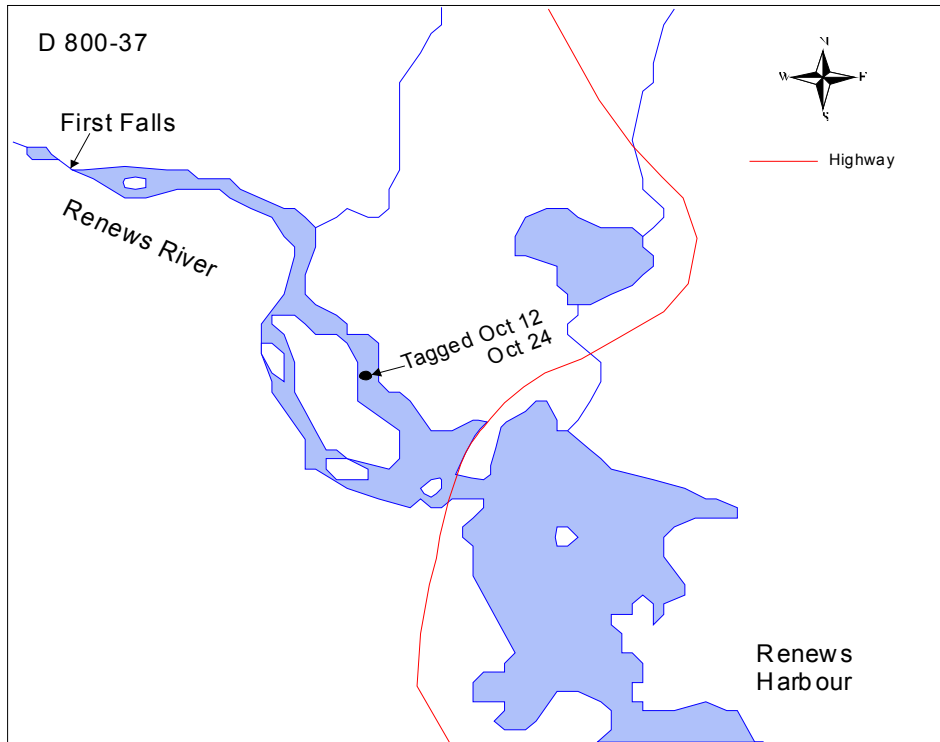 D 800-37
First Falls
Renews River
Tagged Oct 12
Oct 24
N
W E
S
Highway
Renews
Harbour